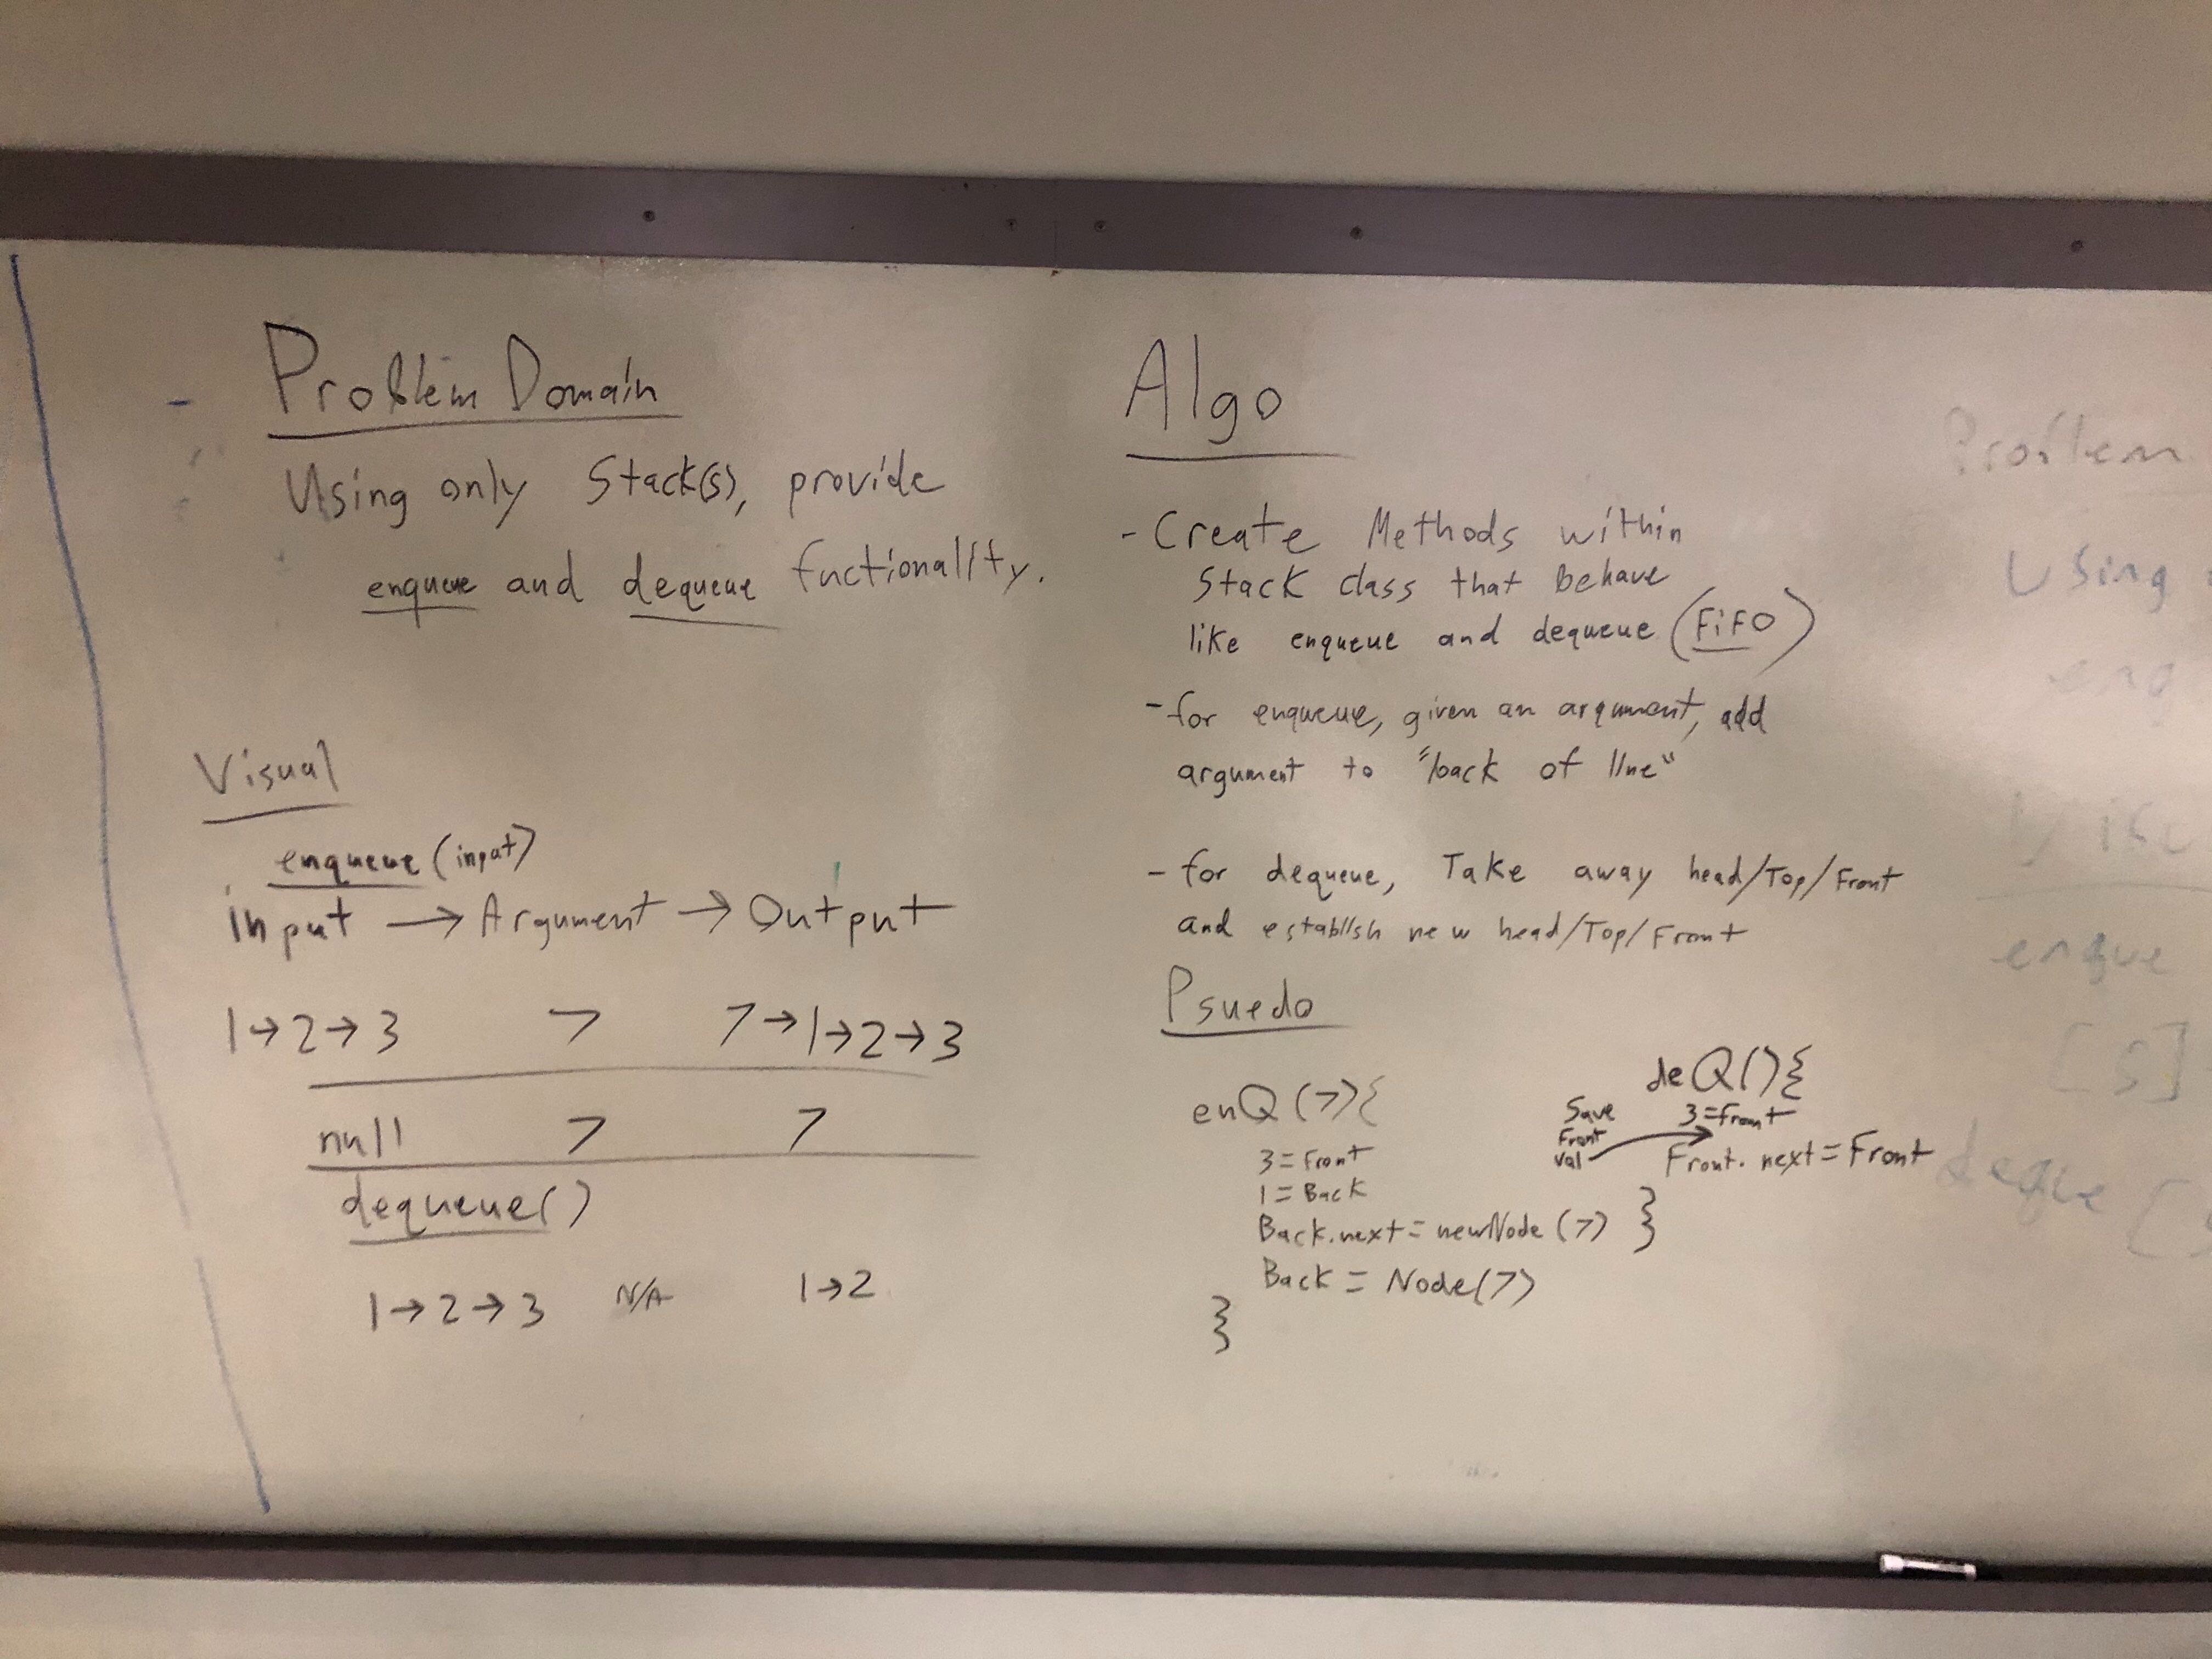 Problem Domain
Using only Stack(s), provide
enqueue and dequeue fuctionality.
Visual
enqueue (input)
input → Argument → Output
1→2→3 7 7→1→2→3
null 7 7
dequeue()
1→2→3 N/A 1→2
Algo
- Create Methods within
Stack class that behave
like enqueue and dequeue (FiFO)
- for enqueue, given an argument, add
argument to "back of line"
- for dequeue, Take away head/Top/Front
and establish new head/Top/Front
Psuedo
enQ (7){
3 = Front
1 = Back
Back.next = newNode (7)
Back = Node(7)
}
deQ(){
3 = front
Save
Front
val
Front. next = Front
}
Problem
Using
enq
Visu
enque
[5]
deque [